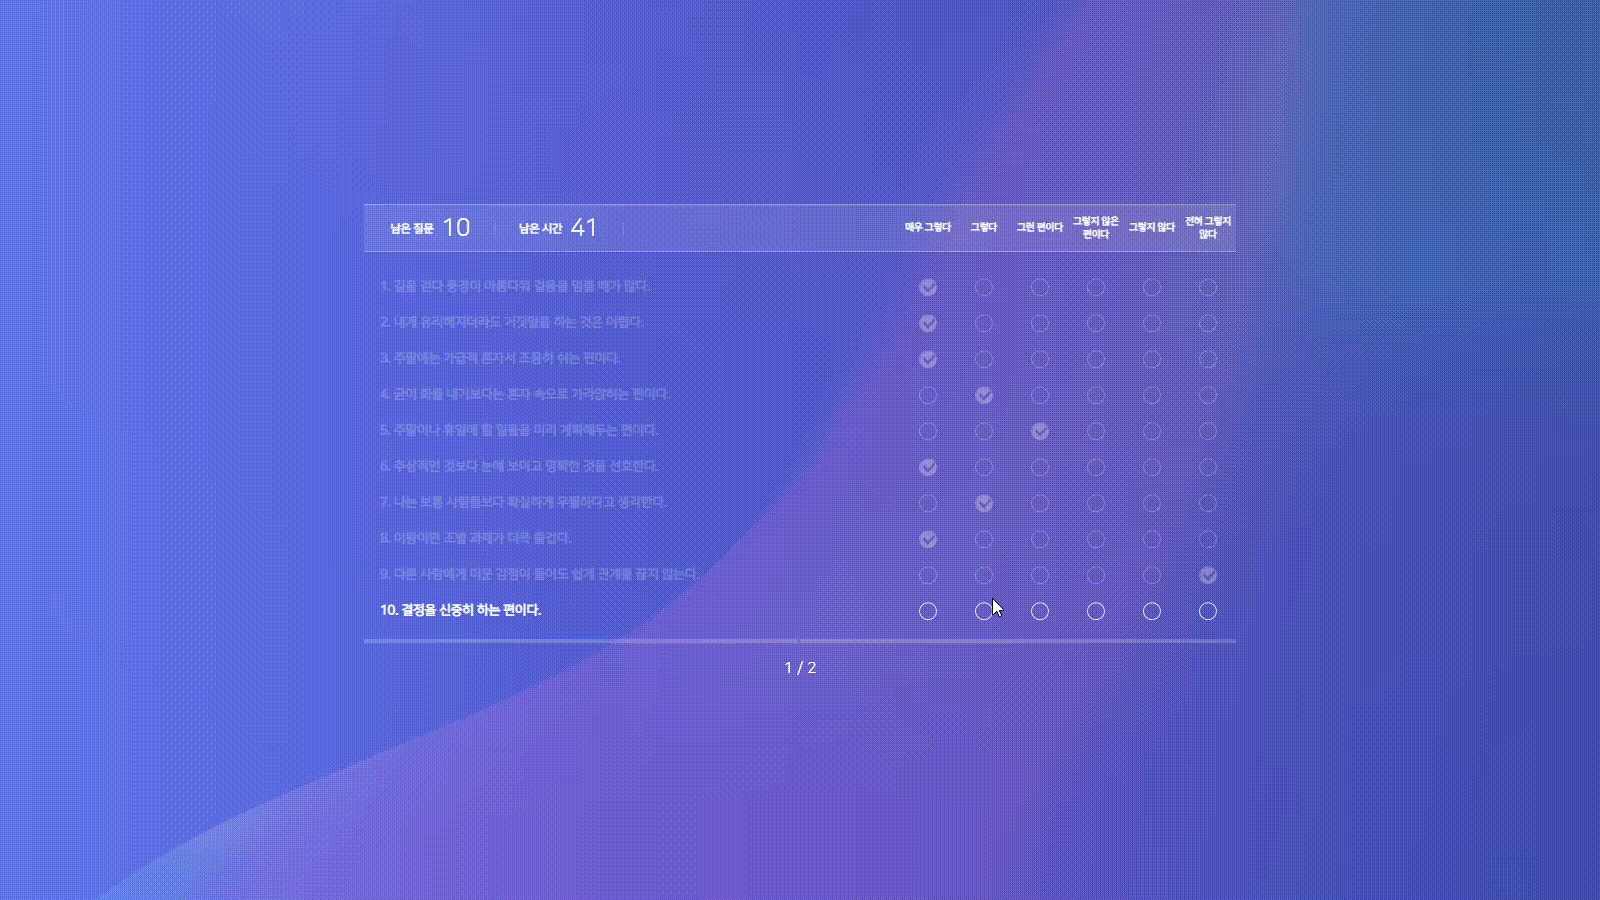 남은 질문 10 남은 시간 41 매우 그렇다 그렇다 그런 편이다 그렇지 않은 편이다 그렇지 않다 전혀 그렇지 않다
1. 길을 걷다 풍경이 아름다워 걸음을 멈출 때가 많다.
2. 내게 유리해지더라도 거짓말을 하는 것은 어렵다.
3. 주말에는 가급적 혼자서 조용히 쉬는 편이다.
4. 굳이 화를 내기보다는 혼자 속으로 가라앉히는 편이다.
5. 주말이나 휴일에 할 일들을 미리 계획해두는 편이다.
6. 추상적인 것보다 눈에 보이고 명확한 것을 선호한다.
7. 나는 보통 사람들보다 확실하게 우월하다고 생각한다.
8. 이왕이면 조별 과제가 더욱 즐겁다.
9. 다른 사람에게 미운 감정이 들어도 쉽게 관계를 끊지 않는다.
10. 결정을 신중히 하는 편이다.
1 / 2